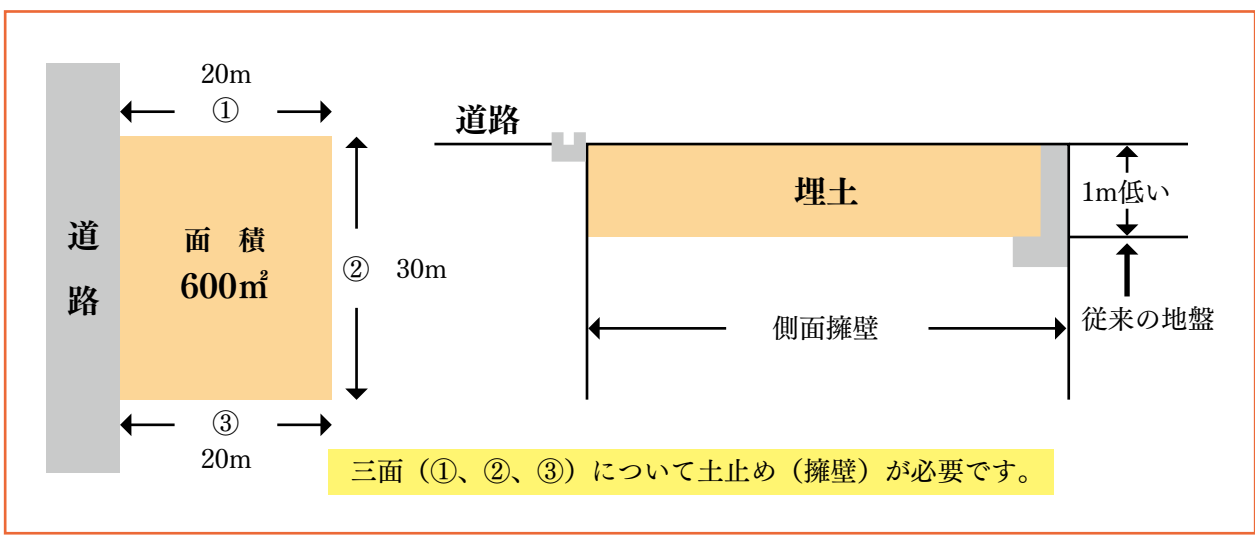 20m
①
道路
面 積
600㎡
② 30m
③
20m
道路
埋土
1m低い
従来の地盤
側面擁壁
三面（①、②、③）について土止め（擁壁）が必要です。